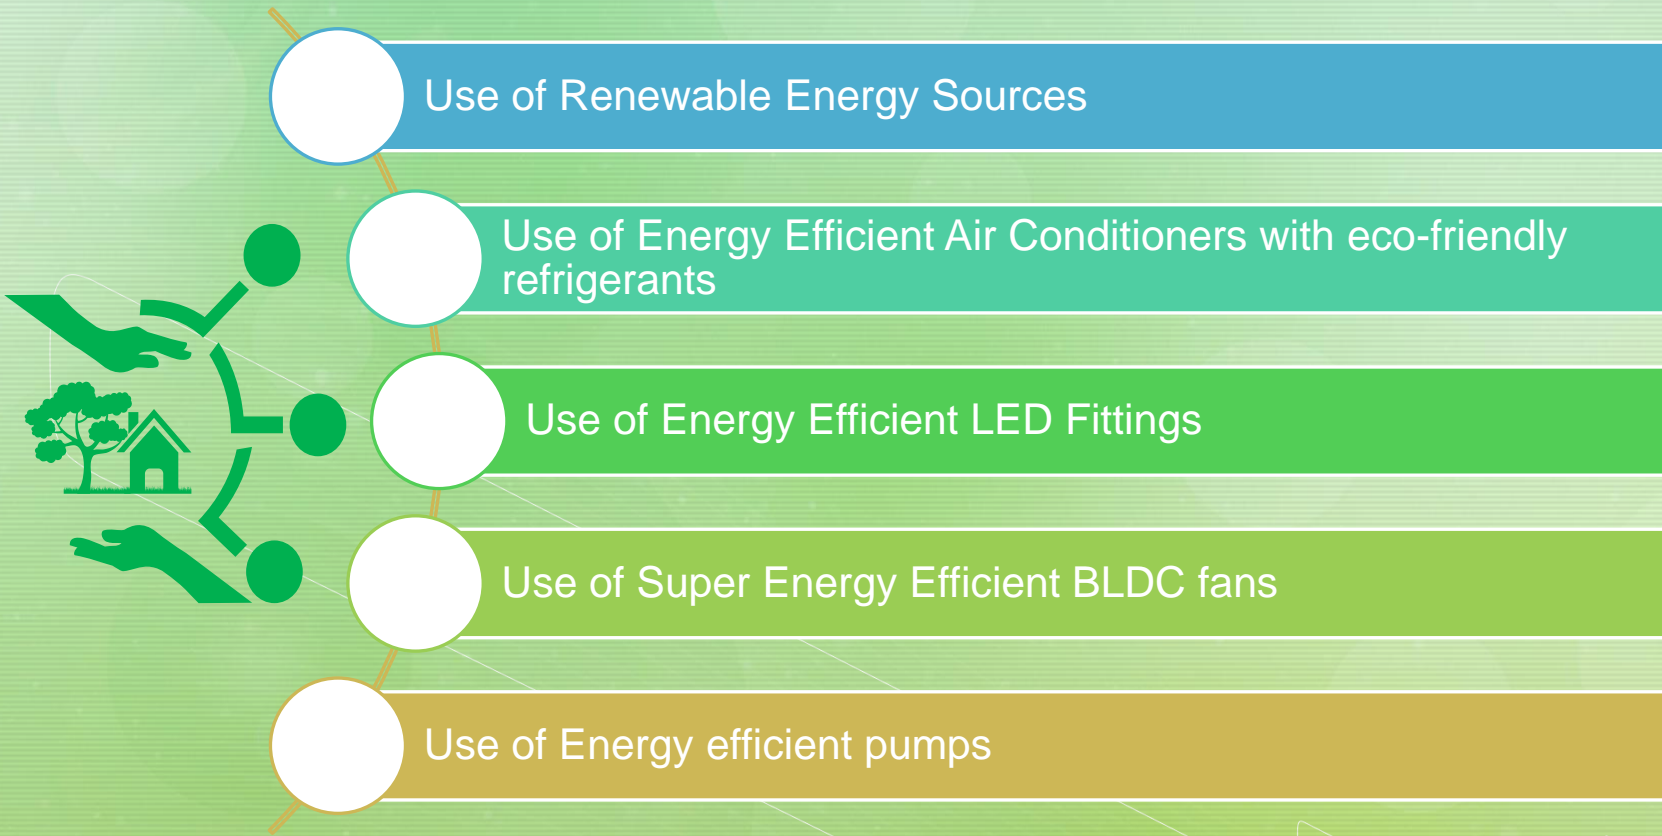 Use of Renewable Energy Sources
Use of Energy Efficient Air Conditioners with eco-friendly
refrigerants
Use of Energy Efficient LED Fittings
Use of Super Energy Efficient BLDC fans
Use of Energy efficient pumps